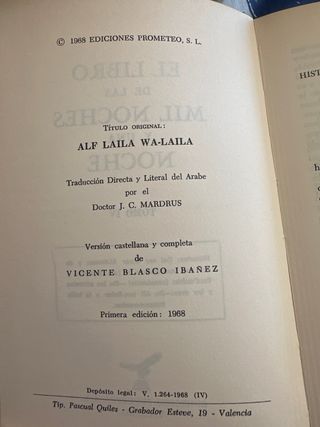 © 1968 EDICIONES PROMETEO, S. L.
TÍTULO ORIGINAL:
ALF LAILA WA-LAILA
Traducción Directa y Literal del Arabe
por el
Doctor J. C. MARDRUS
Versión castellana y completa
de
VICENTE BLASCO IBAÑEZ
Primera edición: 1968
Depósito legal: V. 1.264-1968 (IV)
Tip. Pascual Quiles - Grabador Esteve, 19 - Valencia
HIST